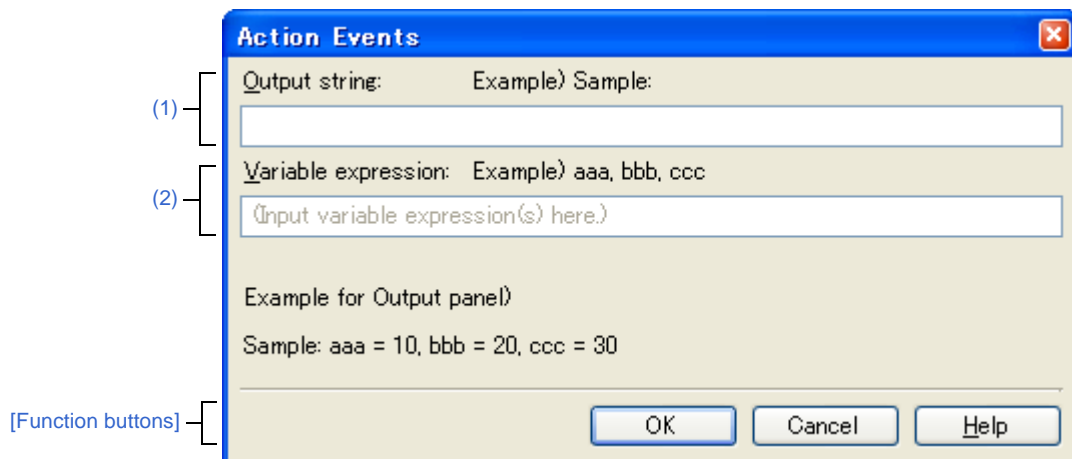 Action Events
Output string: Example) Sample:
(1)
Variable expression: Example) aaa, bbb, ccc
(2)
(Input variable expression(s) here.)
Example for Output panel)
Sample: aaa = 10, bbb = 20, ccc = 30
[Function buttons]
OK Cancel Help